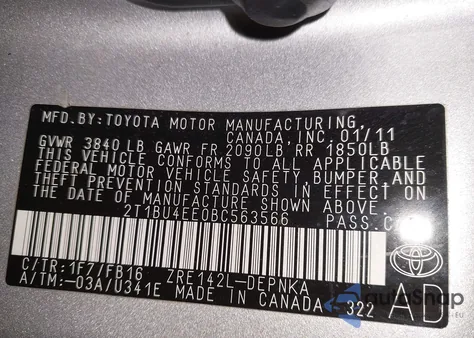 MFD. BY: TOYOTA MOTOR MANUFACTURING,
CANADA, INC. 01/11
GVWR 3840 LB GAWR FR 2090LB RR 1850LB
THIS VEHICLE CONFORMS TO ALL APPLICABLE
FEDERAL MOTOR VEHICLE SAFETY, BUMPER, AND
THEFT PREVENTION STANDARDS IN EFFECT ON
THE DATE OF MANUFACTURE SHOWN ABOVE.
2T1BU4EE0BC563566 PASS.
C/TR: 1F7/FB16 ZRE142L-DEPNKA
A/TM: -03A/U341E MADE IN CANADA 322
AD